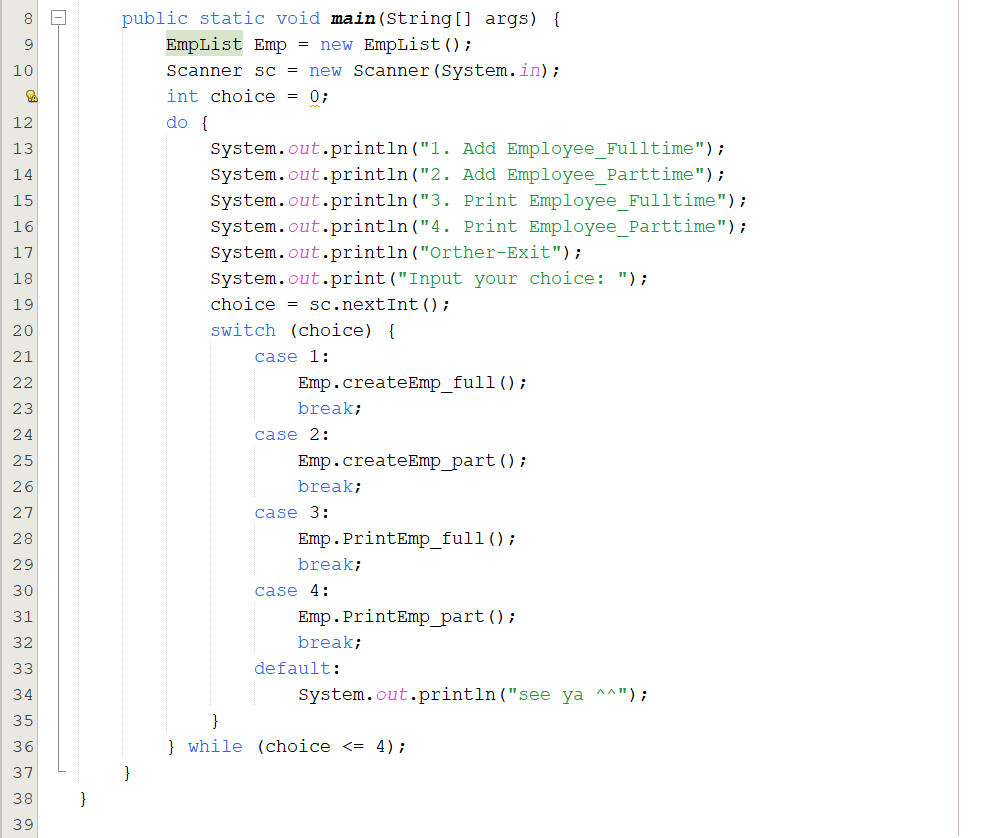 8 public static void main(String[] args) {
9 EmpList Emp = new EmpList();
10 Scanner sc = new Scanner(System.in);
int choice = 0;
12 do {
13 System.out.println("1. Add Employee_Fulltime");
14 System.out.println("2. Add Employee_Parttime");
15 System.out.println("3. Print Employee_Fulltime");
16 System.out.println("4. Print Employee_Parttime");
17 System.out.println("Orther-Exit");
18 System.out.print("Input your choice: ");
19 choice = sc.nextInt();
20 switch (choice) {
21 case 1:
22 Emp.createEmp_full();
23 break;
24 case 2:
25 Emp.createEmp_part();
26 break;
27 case 3:
28 Emp.PrintEmp_full();
29 break;
30 case 4:
31 Emp.PrintEmp_part();
32 break;
33 default:
34 System.out.println("see ya ^^");
35 }
36 } while (choice <= 4);
37 }
38 }
39